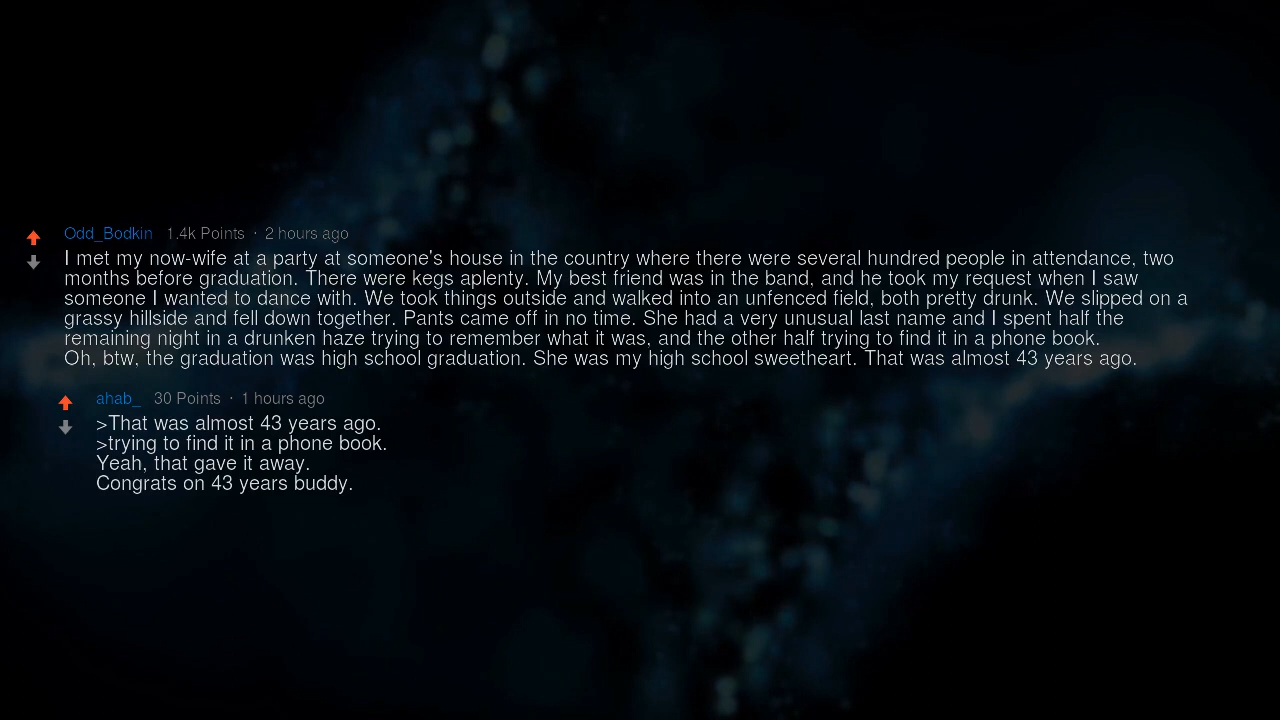 Odd_Bodkin 1.4k Points · 2 hours ago
I met my now-wife at a party at someone's house in the country where there were several hundred people in attendance, two
months before graduation. There were kegs aplenty. My best friend was in the band, and he took my request when I saw
someone I wanted to dance with. We took things outside and walked into an unfenced field, both pretty drunk. We slipped on a
grassy hillside and fell down together. Pants came off in no time. She had a very unusual last name and I spent half the
remaining night in a drunken haze trying to remember what it was, and the other half trying to find it in a phone book.
Oh, btw, the graduation was high school graduation. She was my high school sweetheart. That was almost 43 years ago.
ahab_ 30 Points · 1 hours ago
>That was almost 43 years ago.
>trying to find it in a phone book.
Yeah, that gave it away.
Congrats on 43 years buddy.